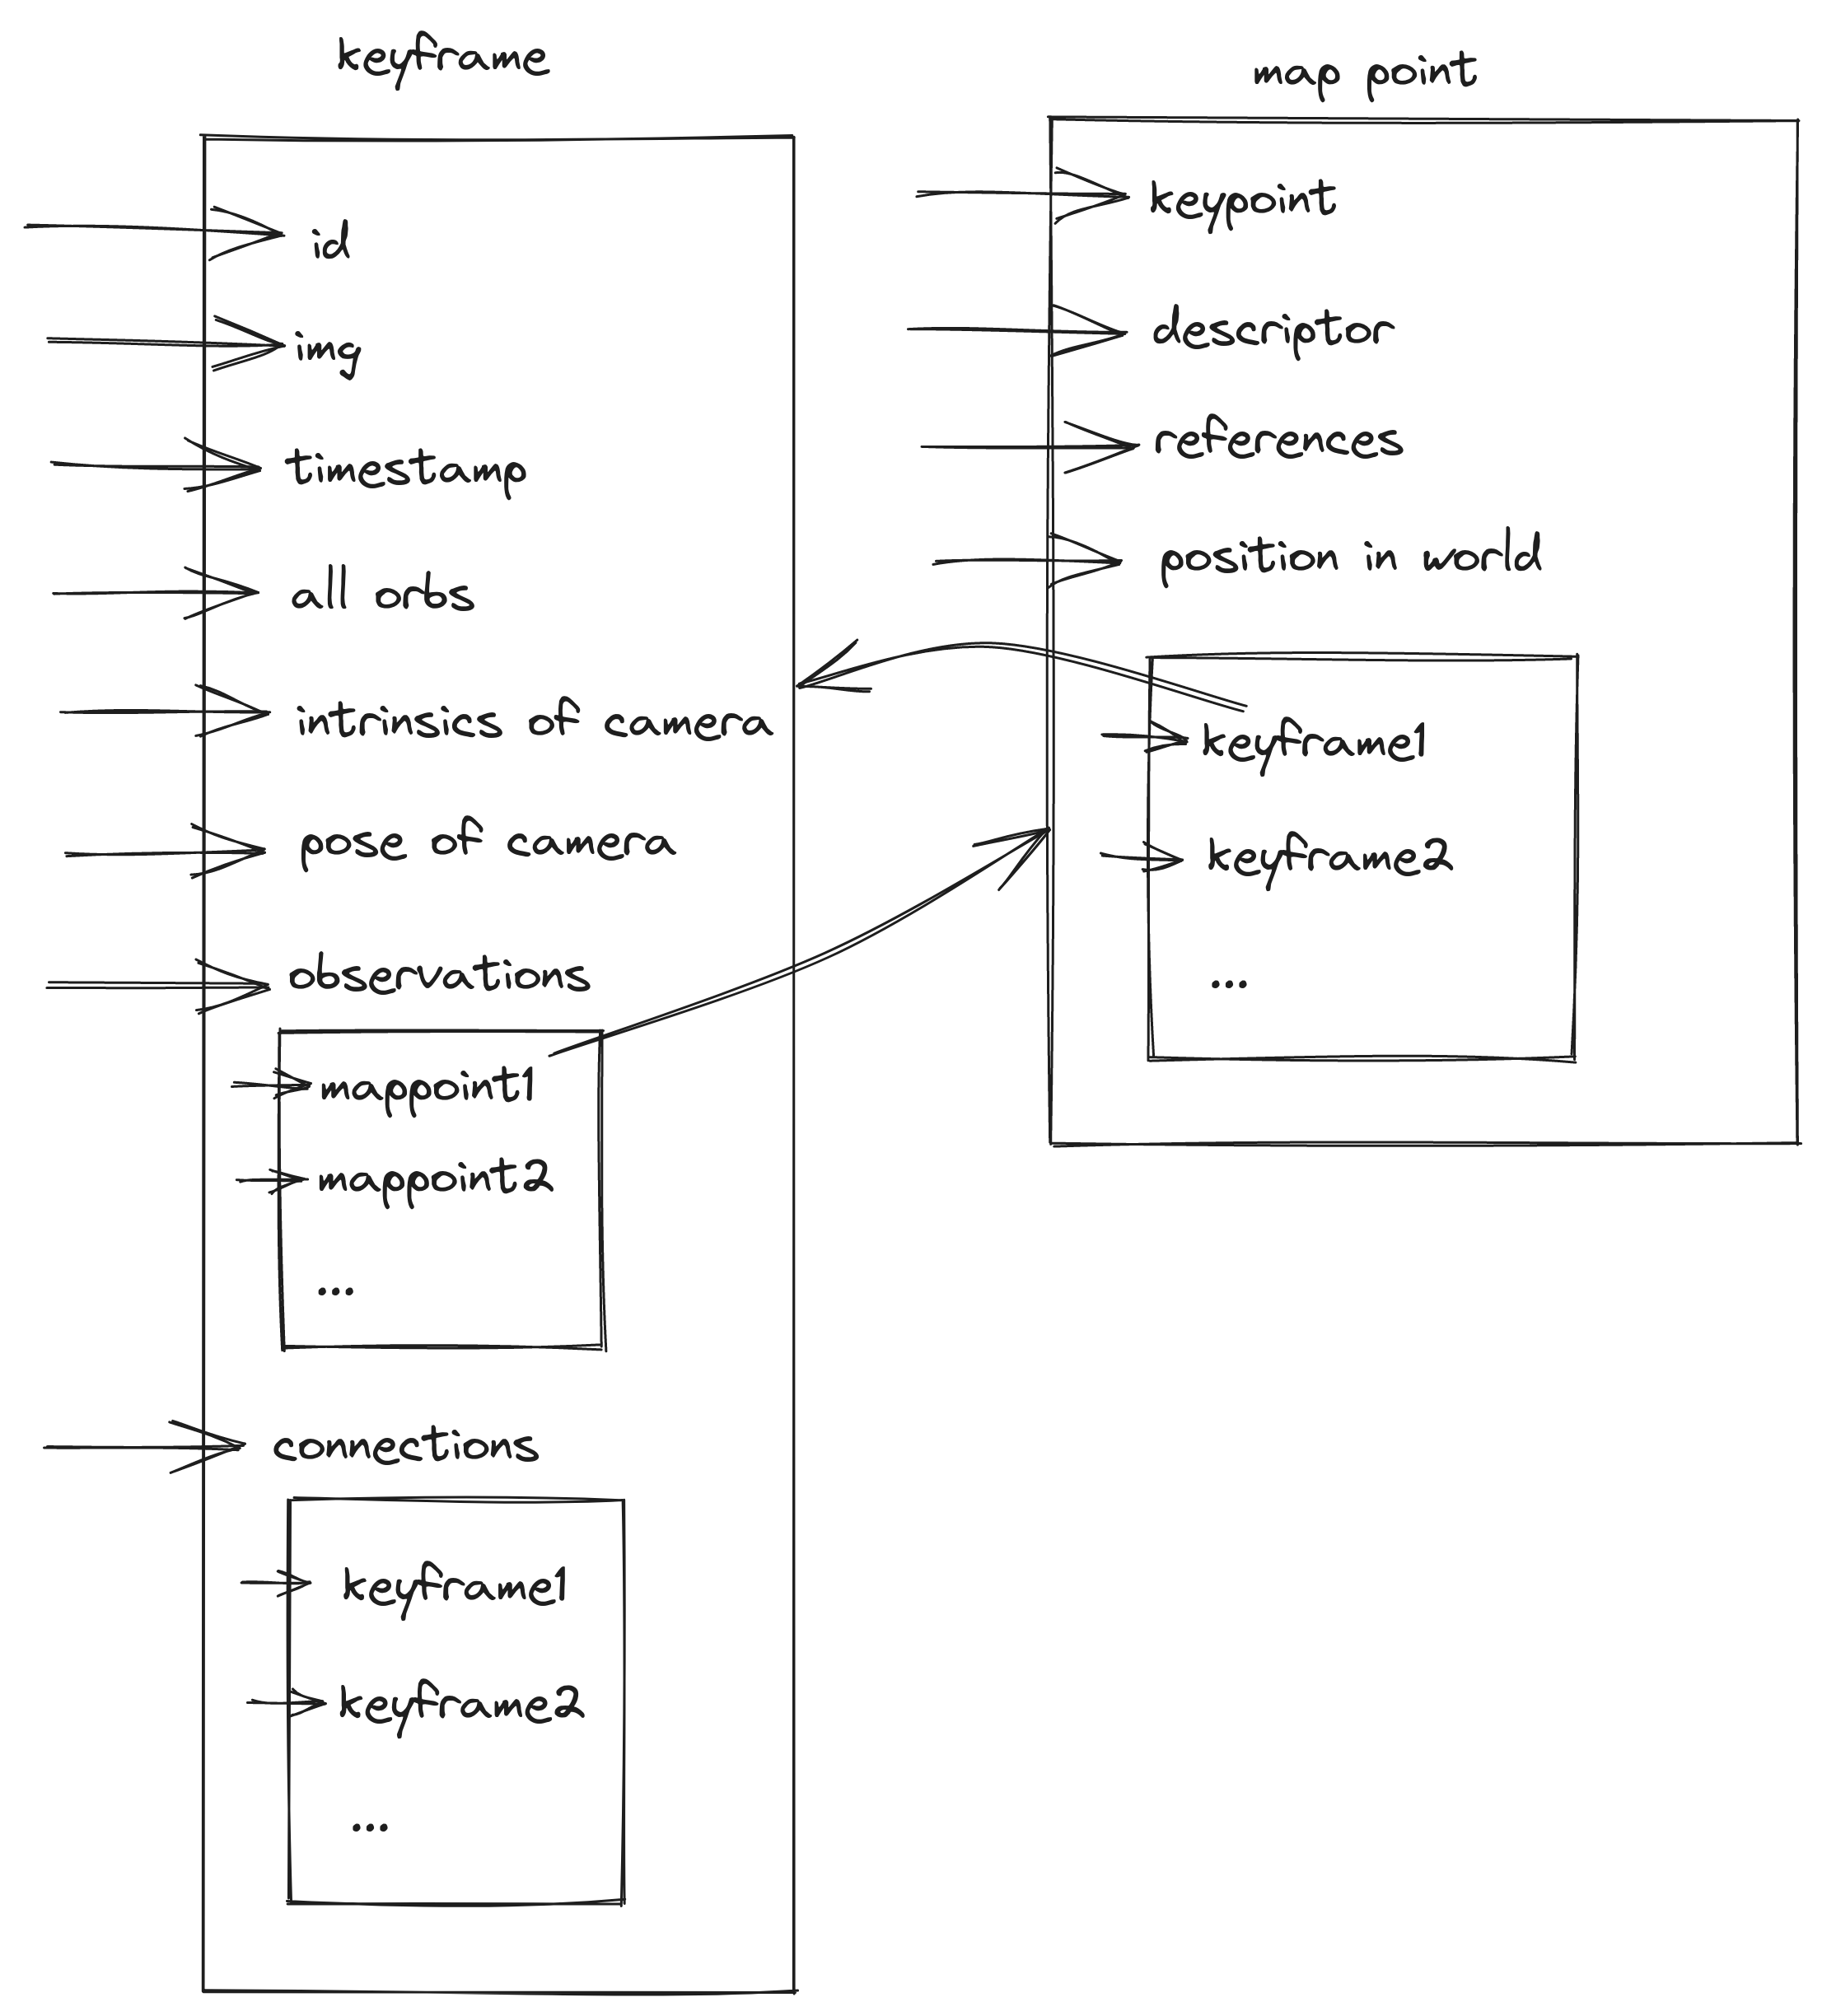 keyframe
id
img
timestamp
all orbs
intrinsics of camera
pose of camera
observations
mappoint1
mappoint2
...
connections
keyframe1
keyframe2
...
map point
keypoint
descriptor
references
position in world
keyframe1
keyframe2
...